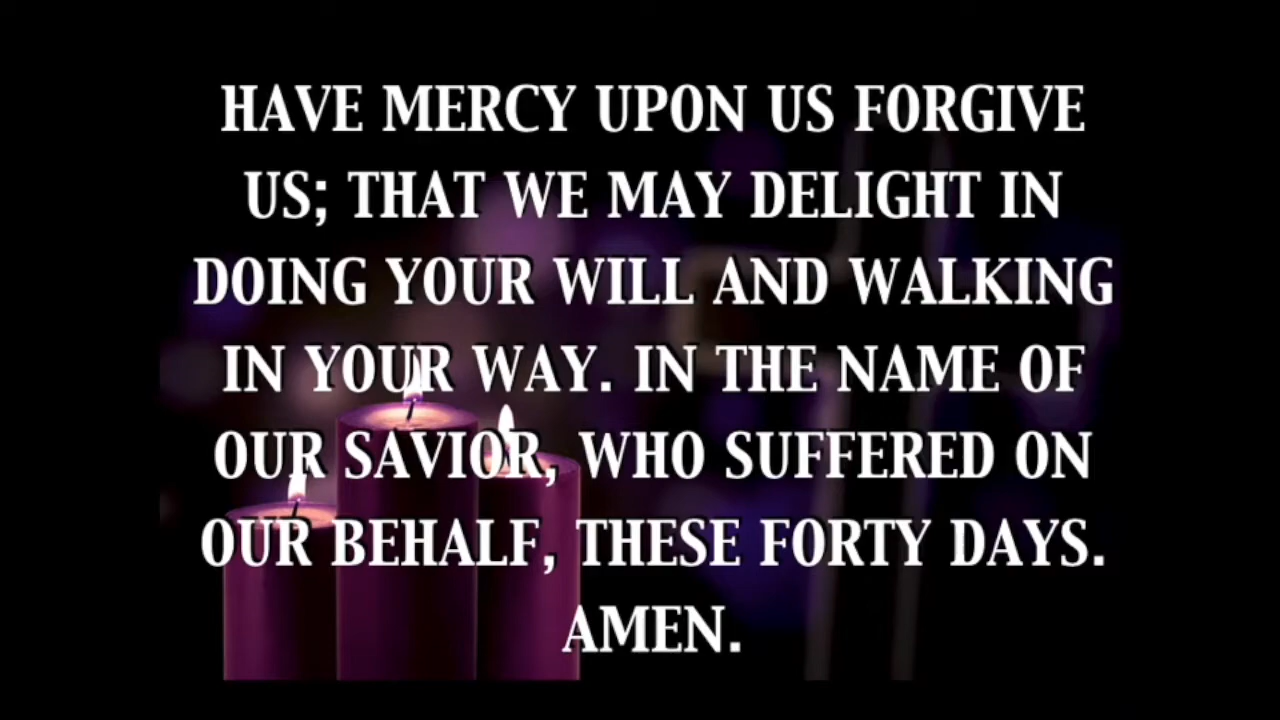 HAVE MERCY UPON US FORGIVE
US; THAT WE MAY DELIGHT IN
DOING YOUR WILL AND WALKING
IN YOUR WAY. IN THE NAME OF
OUR SAVIOR, WHO SUFFERED ON
OUR BEHALF, THESE FORTY DAYS.
AMEN.